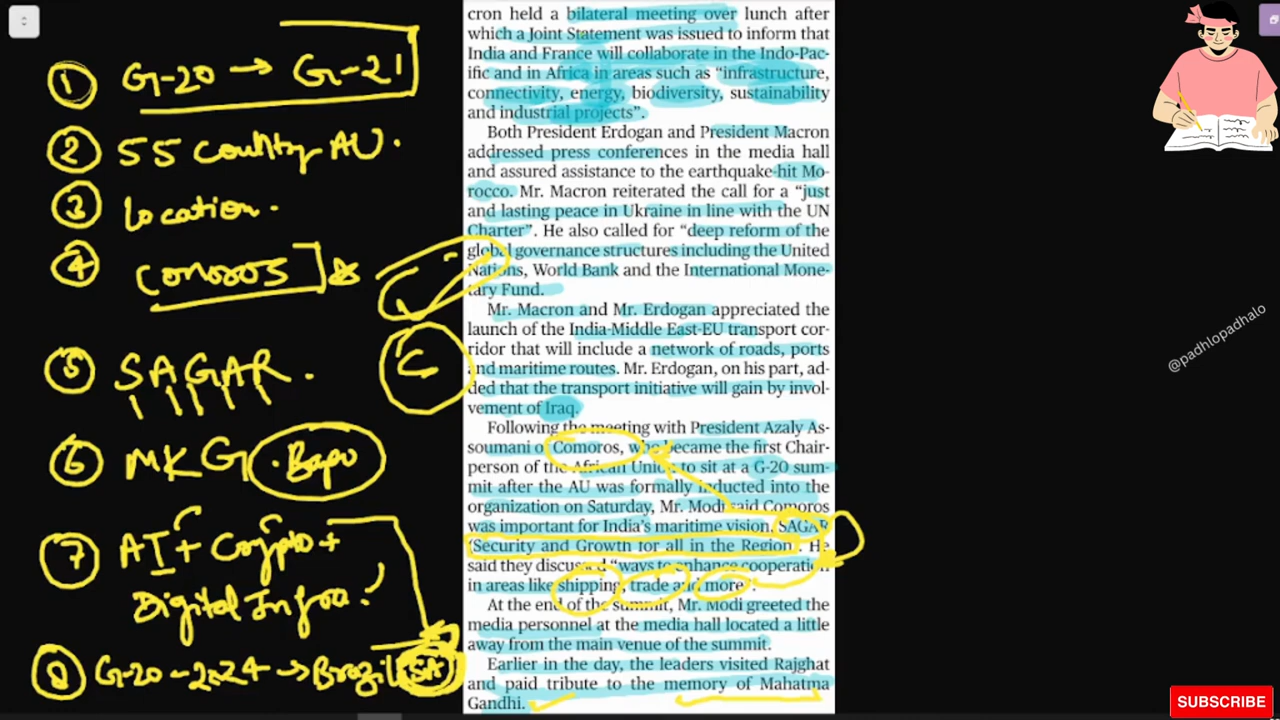 ① G-20 → G-21
② 55 Country AU.
③ Location.
④ Comoros
⑤ SAGAR.
C
⑥ MKG Bapu
⑦ AI + Crypto +
Digital Infra.
⑧ G-20 - 2024 → Brazil SA
cron held a bilateral meeting over lunch after
which a Joint Statement was issued to inform that
India and France will collaborate in the Indo-Pac-
ific and in Africa in areas such as “infrastructure,
connectivity, energy, biodiversity, sustainability
and industrial projects”.
Both President Erdogan and President Macron
addressed press conferences in the media hall
and assured assistance to the earthquake-hit Mo-
rocco. Mr. Macron reiterated the call for a “just
and lasting peace in Ukraine in line with the UN
Charter”. He also called for “deep reform of the
global governance structures including the United
Nations, World Bank and the International Mone-
tary Fund.
Mr. Macron and Mr. Erdogan appreciated the
launch of the India-Middle East-EU transport cor-
ridor that will include a network of roads, ports
and maritime routes. Mr. Erdogan, on his part, ad-
ded that the transport initiative will gain by invol-
vement of Iraq.
Following the meeting with President Azaly As-
soumani of Comoros, who became the first Chair-
person of the African Union to sit at a G-20 sum-
mit after the AU was formally inducted into the
organization on Saturday, Mr. Modi said Comoros
was important for India’s maritime vision, SAGAR
(Security and Growth for all in the Region). He
said they discussed “ways to enhance cooperation
in areas like shipping, trade and more”.
At the end of the summit, Mr. Modi greeted the
media personnel at the media hall located a little
away from the main venue of the summit.
Earlier in the day, the leaders visited Rajghat
and paid tribute to the memory of Mahatma
Gandhi.
@padhlopadhalo
SUBSCRIBE